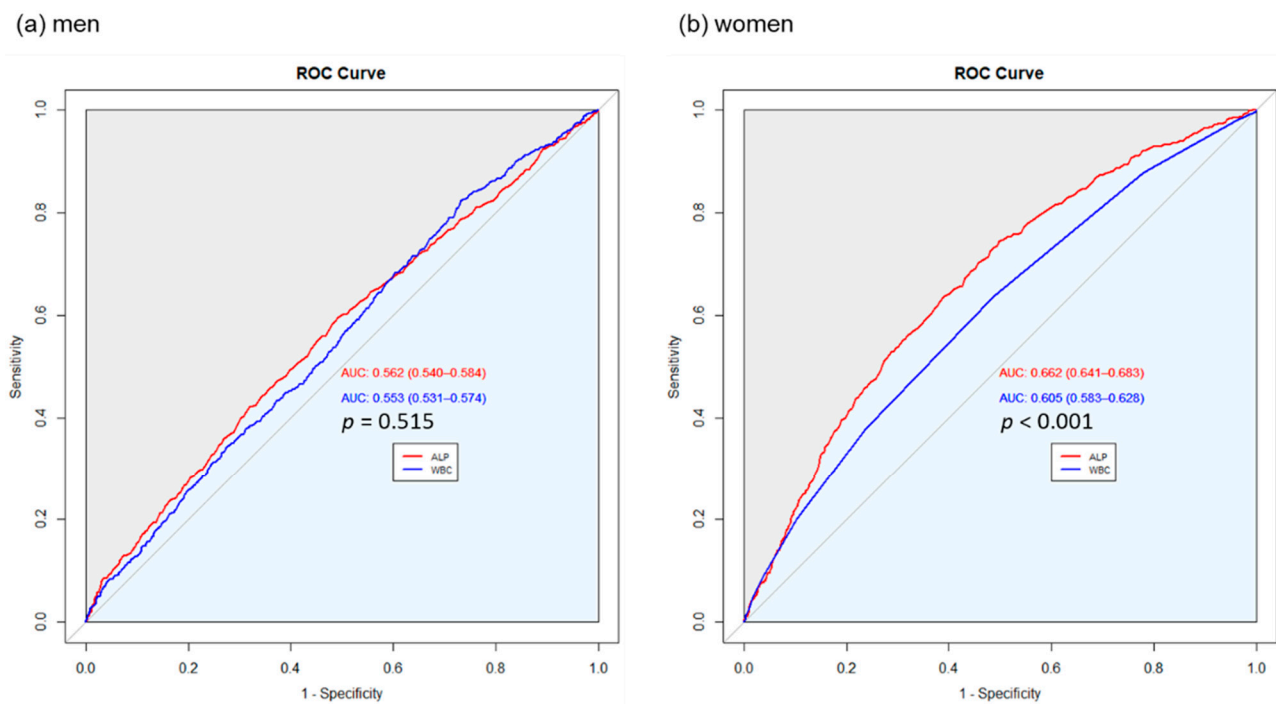 (a) men
ROC Curve
1.0
0.8
0.6
0.4
0.2
0.0
Sensitivity
AUC: 0.562 (0.540–0.584)
AUC: 0.553 (0.531–0.574)
p = 0.515
ALP
WBC
0.0 0.2 0.4 0.6 0.8 1.0
1 - Specificity
(b) women
ROC Curve
1.0
0.8
0.6
0.4
0.2
0.0
Sensitivity
AUC: 0.662 (0.641–0.683)
AUC: 0.605 (0.583–0.628)
p < 0.001
ALP
WBC
0.0 0.2 0.4 0.6 0.8 1.0
1 - Specificity